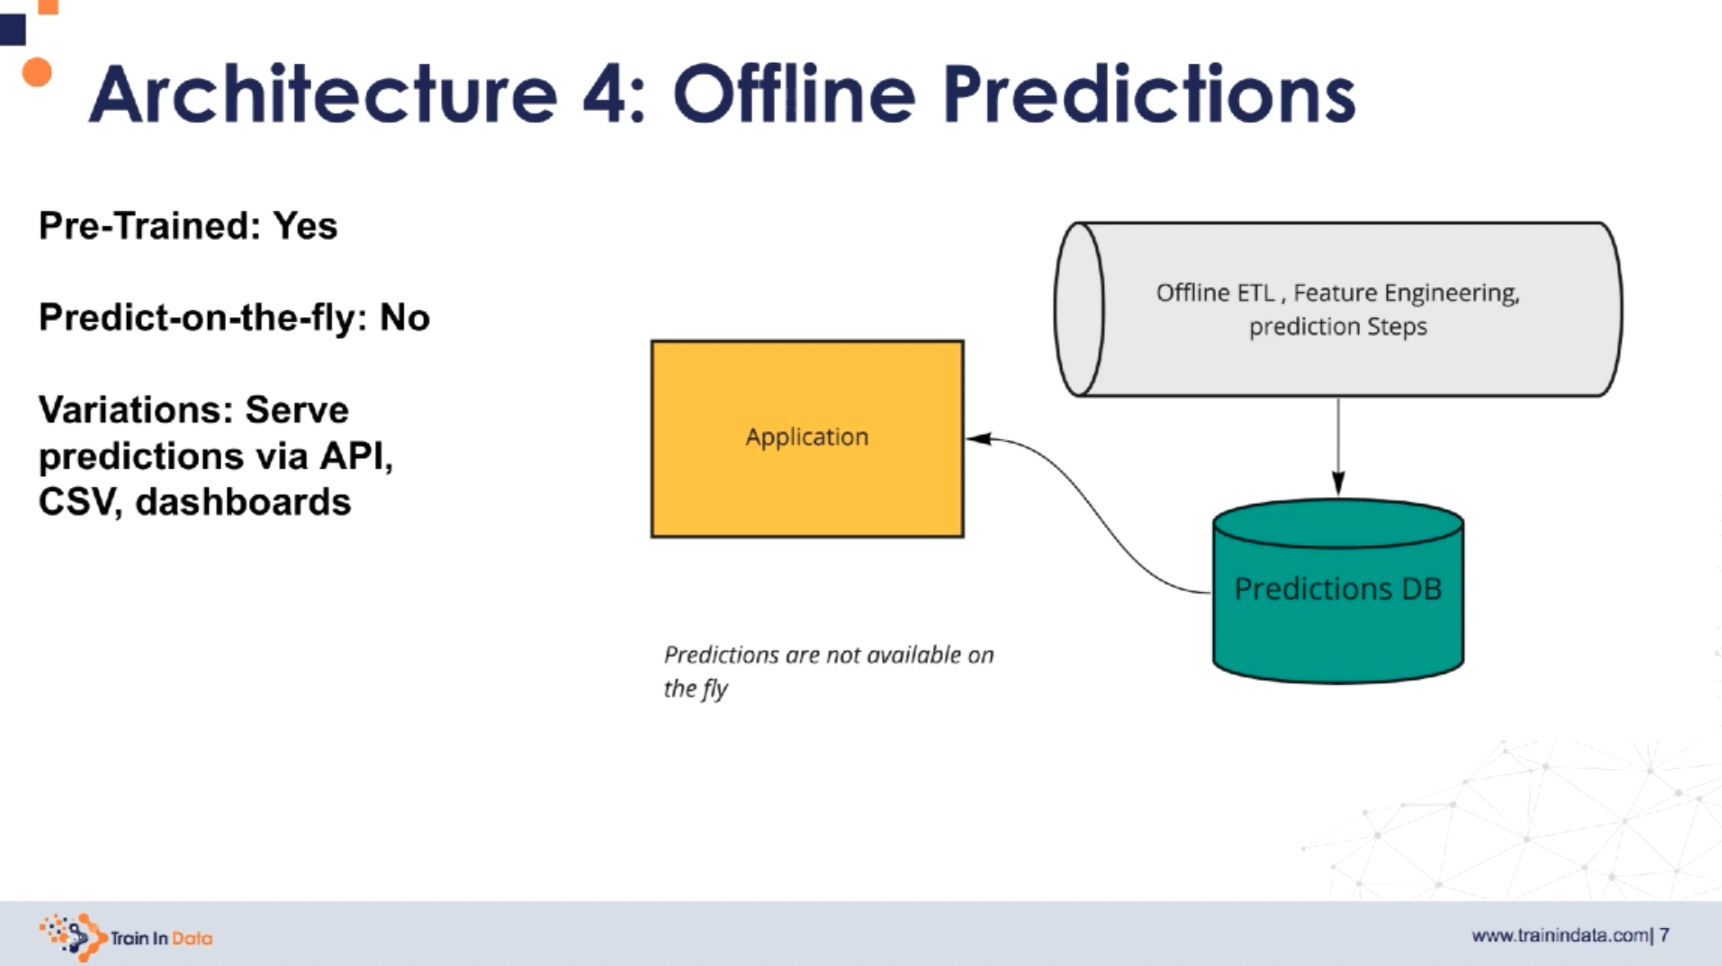 Architecture 4: Offline Predictions
Pre-Trained: Yes
Predict-on-the-fly: No
Variations: Serve
predictions via API,
CSV, dashboards
Application
Predictions are not available on
the fly
Offline ETL , Feature Engineering,
prediction Steps
Predictions DB
Train In Data
www.trainindata.com| 7